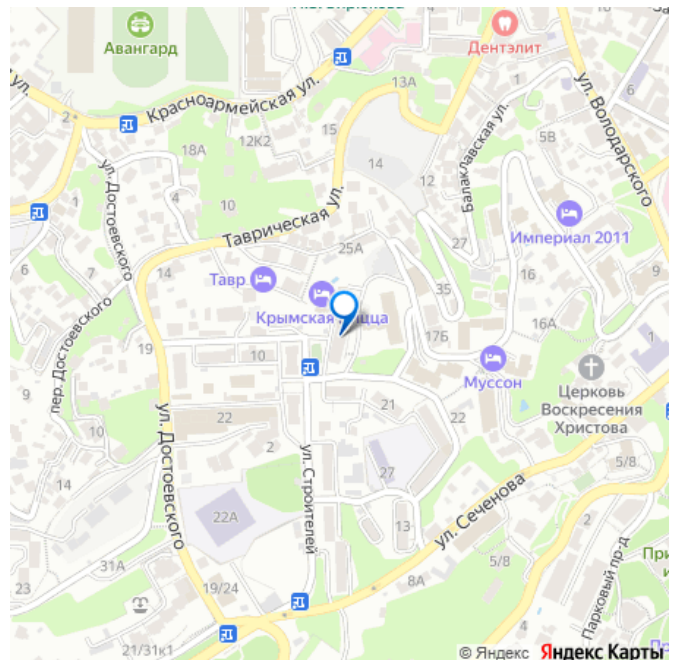 Авангард
Дентэлит
За
Красноармейская ул.
13А
6
2
ул.
15
12К2
18А
5В
ул. Володарского
Балаклавская ул.
14
12
10
4
ул. Достоевского
Таврическая ул.
Империал 2011
25А
27
6
14
Тавр
35
16
9
Крымская
пер. Достоевского
17Б
16А
1
19
10
Муссон
Церковь
Воскресения
Христова
9
22
21
22
10
2
ул. Достоевского
ул. Строителей
27
5/8
14
22А
13
ул. Сеченова
2
23
31А
19/24
8А
5/8
Парковый пр-д
При
и
4
21/31к1
© Яндекс Яндекс Карты